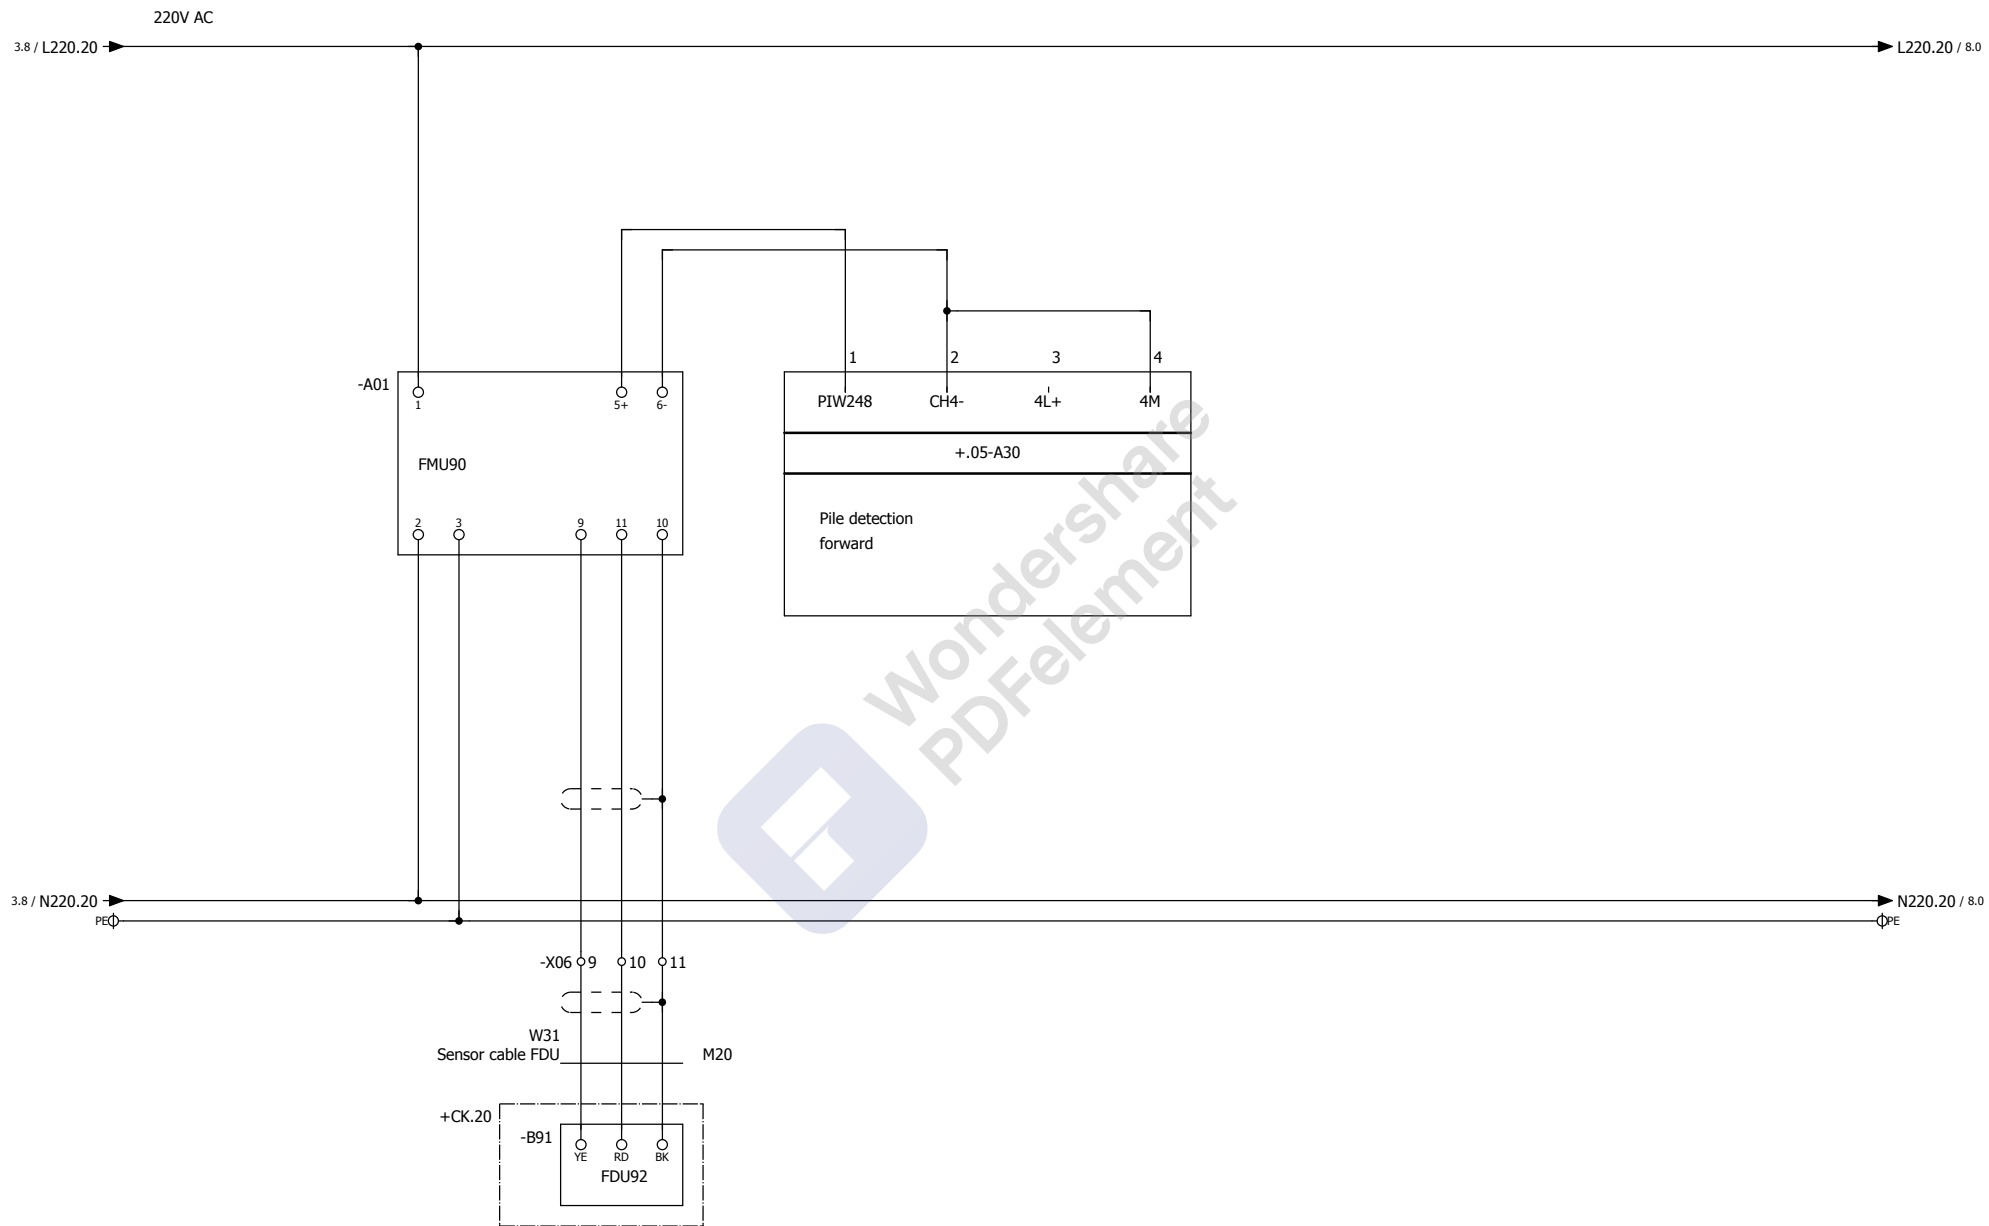 220V AC
3.8 / L220.20
L220.20 / 8.0
1
2
3
4
-A01
1
5+
6-
PIW248
CH4-
4L+
4M
+.05-A30
FMU90
Pile detection
forward
2
3
9
11
10
Wondershare
PDFelement
3.8 / N220.20
N220.20 / 8.0
PE
PE
-X06
9
10
11
W31
Sensor cable FDU
M20
+CK.20
-B91
YE
RD
BK
FDU92